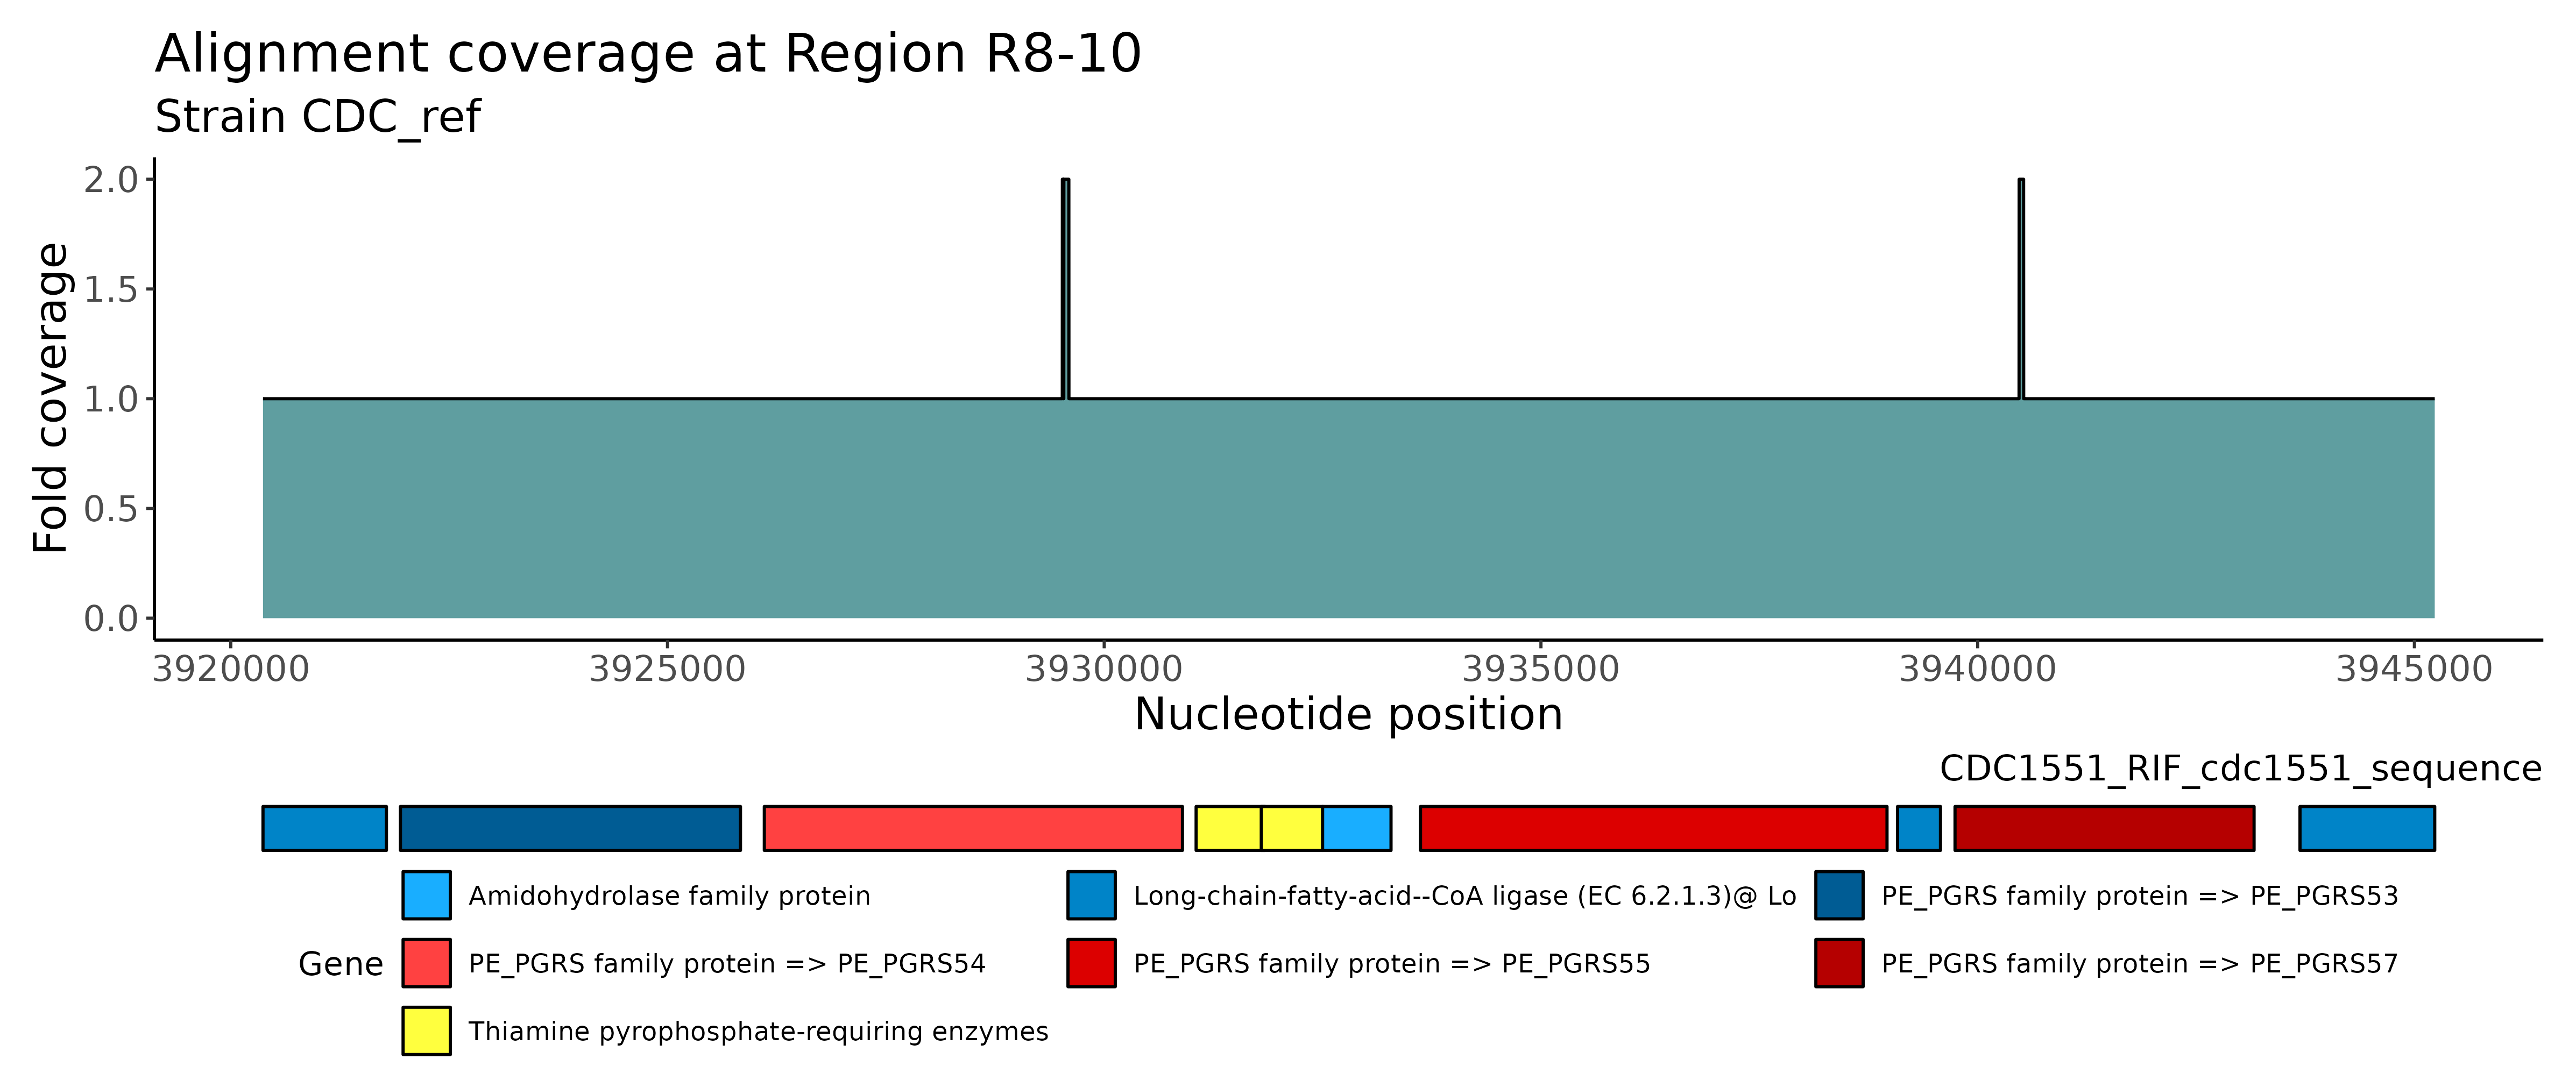 Alignment coverage at Region R8-10
Strain CDC_ref
Fold coverage
2.0
1.5
1.0
0.5
0.0
3920000 3925000 3930000 3935000 3940000 3945000
Nucleotide position
CDC1551_RIF_cdc1551_sequence
Gene
Amidohydrolase family protein
Long-chain-fatty-acid--CoA ligase (EC 6.2.1.3)@ Lo
PE_PGRS family protein => PE_PGRS53
PE_PGRS family protein => PE_PGRS54
PE_PGRS family protein => PE_PGRS55
PE_PGRS family protein => PE_PGRS57
Thiamine pyrophosphate-requiring enzymes